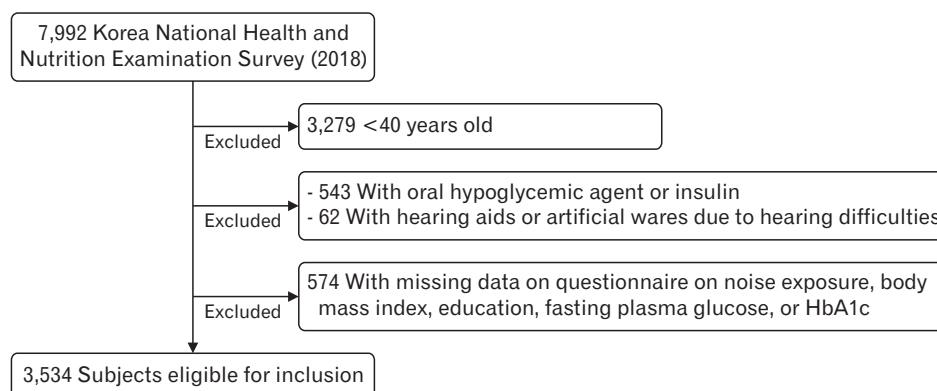 7,992 Korea National Health and
Nutrition Examination Survey (2018)
Excluded
3,279 <40 years old
Excluded
- 543 With oral hypoglycemic agent or insulin
- 62 With hearing aids or artificial wares due to hearing difficulties
Excluded
574 With missing data on questionnaire on noise exposure, body
mass index, education, fasting plasma glucose, or HbA1c
3,534 Subjects eligible for inclusion